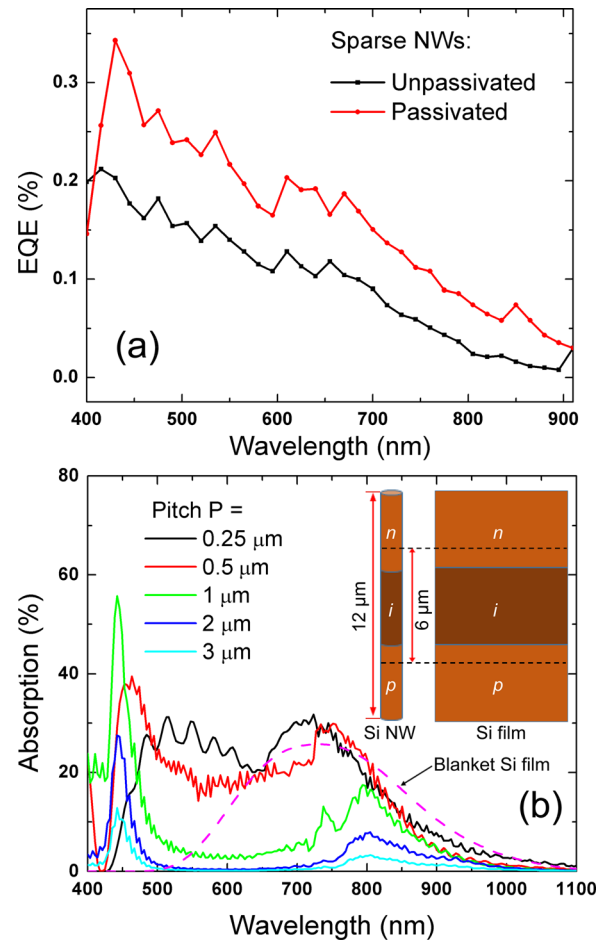 Sparse NWs:
Unpassivated
Passivated
EQE (%)
0.3
0.2
0.1
0.0
(a)
400 500 600 700 800 900
Wavelength (nm)
Absorption (%)
80
60
40
20
0
Pitch P =
0.25 μm
0.5 μm
1 μm
2 μm
3 μm
12 μm
6 μm
n n
i i
p p
Si NW Si film
Blanket Si film
(b)
400 500 600 700 800 900 1000 1100
Wavelength (nm)